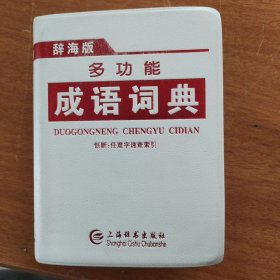 辞海版
多功能
成语词典
DUOGONGNENG CHENGYU CIDIAN
创新:任意字速查索引
上海辞书出版社
Shanghai Cishu Chubanshe